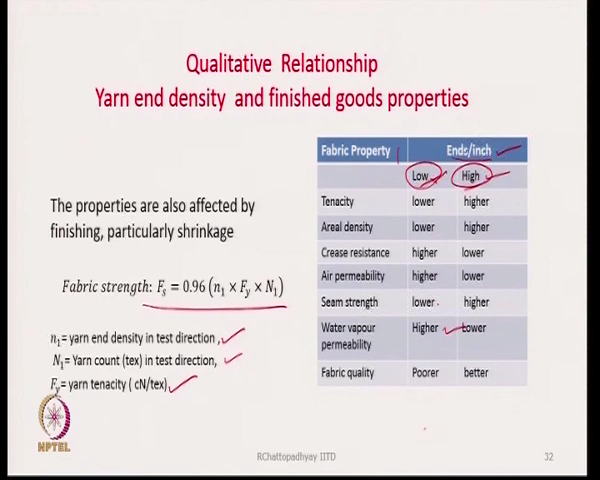 Qualitative Relationship
Yarn end density and finished goods properties
The properties are also affected by
finishing, particularly shrinkage
Fabric strength: Fs = 0.96 (n1 × Fy × N1)
n1= yarn end density in test direction ,
N1= Yarn count (tex) in test direction,
Fy= yarn tenacity ( cN/tex)
Fabric Property Ends/inch
Low High
Tenacity lower higher
Areal density lower higher
Crease resistance higher lower
Air permeability higher lower
Seam strength lower higher
Water vapour Higher Lower
permeability
Fabric quality Poorer better
NPTEL
RChattopadhyay IITD
32